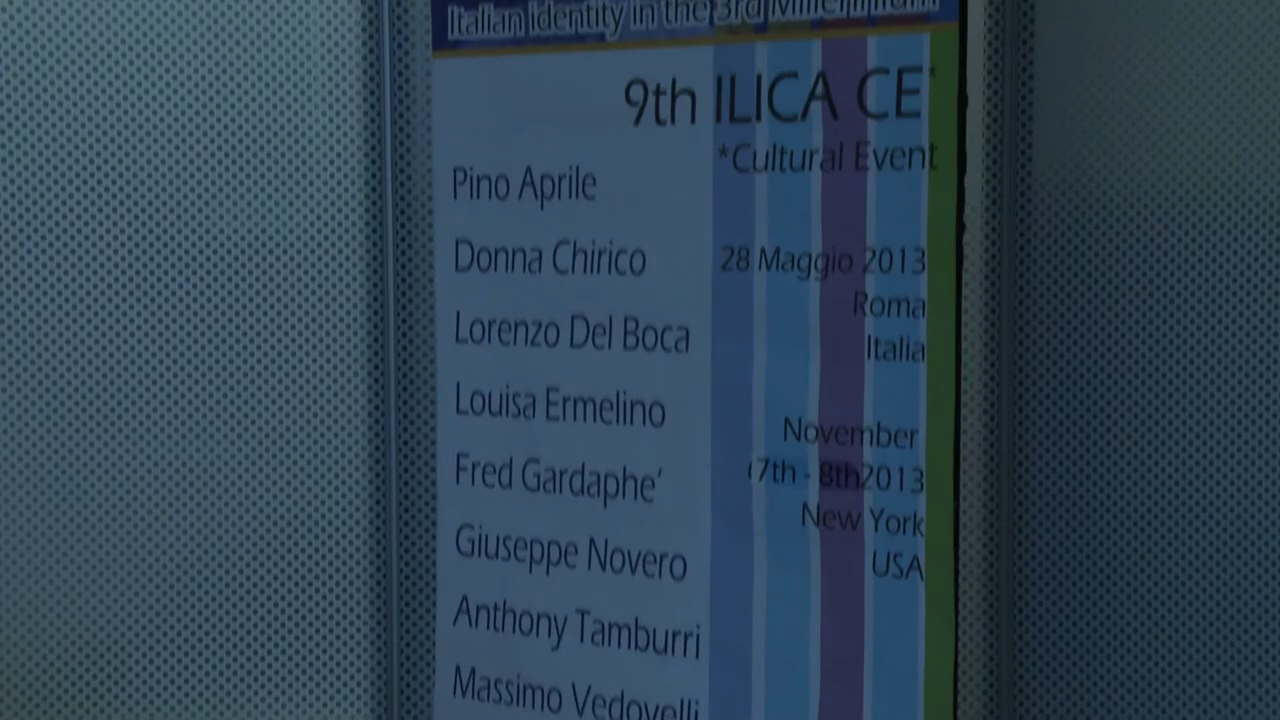 Italian identity in the 3rd Millennium
9th ILICA CE*
*Cultural Event
Pino Aprile
Donna Chirico
Lorenzo Del Boca
Louisa Ermelino
Fred Gardaphe’
Giuseppe Novero
Anthony Tamburri
Massimo Vedovelli
28 Maggio 2013
Roma
Italia
November
(7th - 8th2013
New York
USA